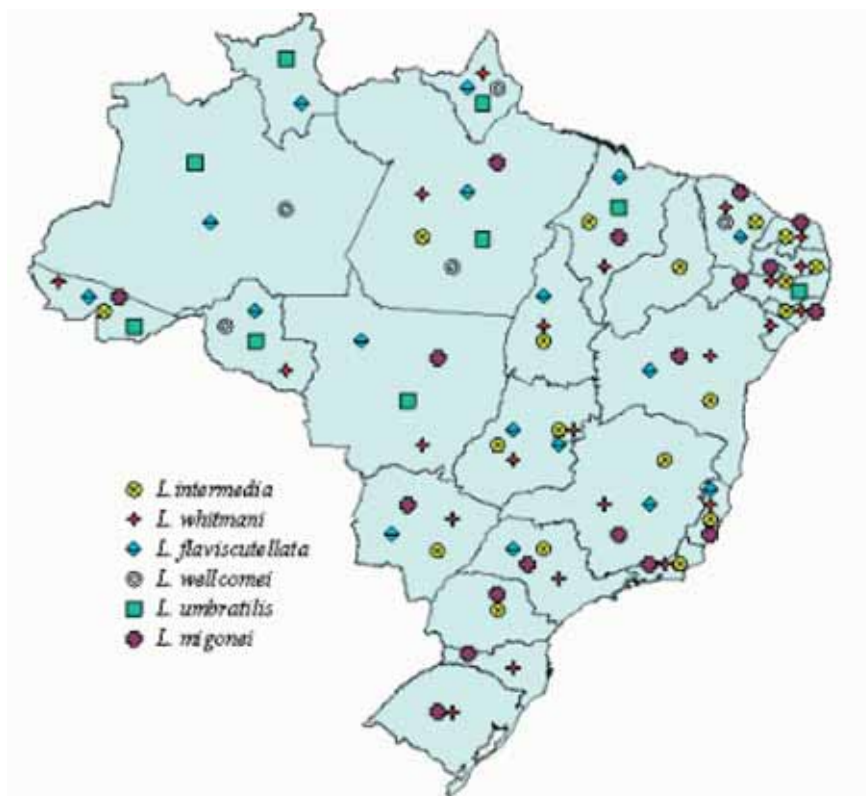 L. intermedia
L. whitmani
L. flaviscutellata
L. wellcomei
L. umbratilis
L. migonei